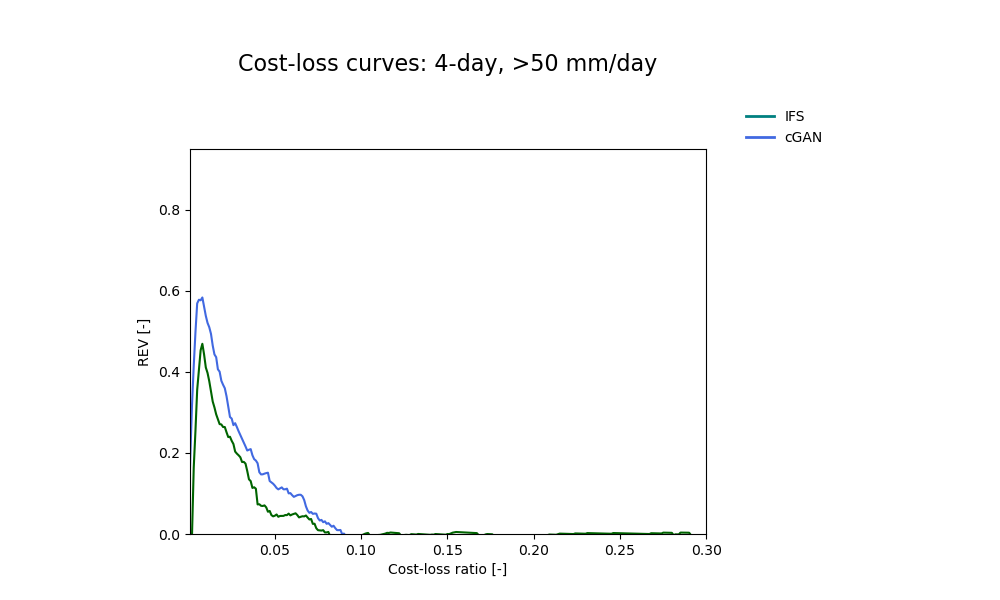 Cost-loss curves: 4-day, >50 mm/day
IFS
cGAN
0.8
0.6
0.4
0.2
0.0
REV [-]
0.05 0.10 0.15 0.20 0.25 0.30
Cost-loss ratio [-]